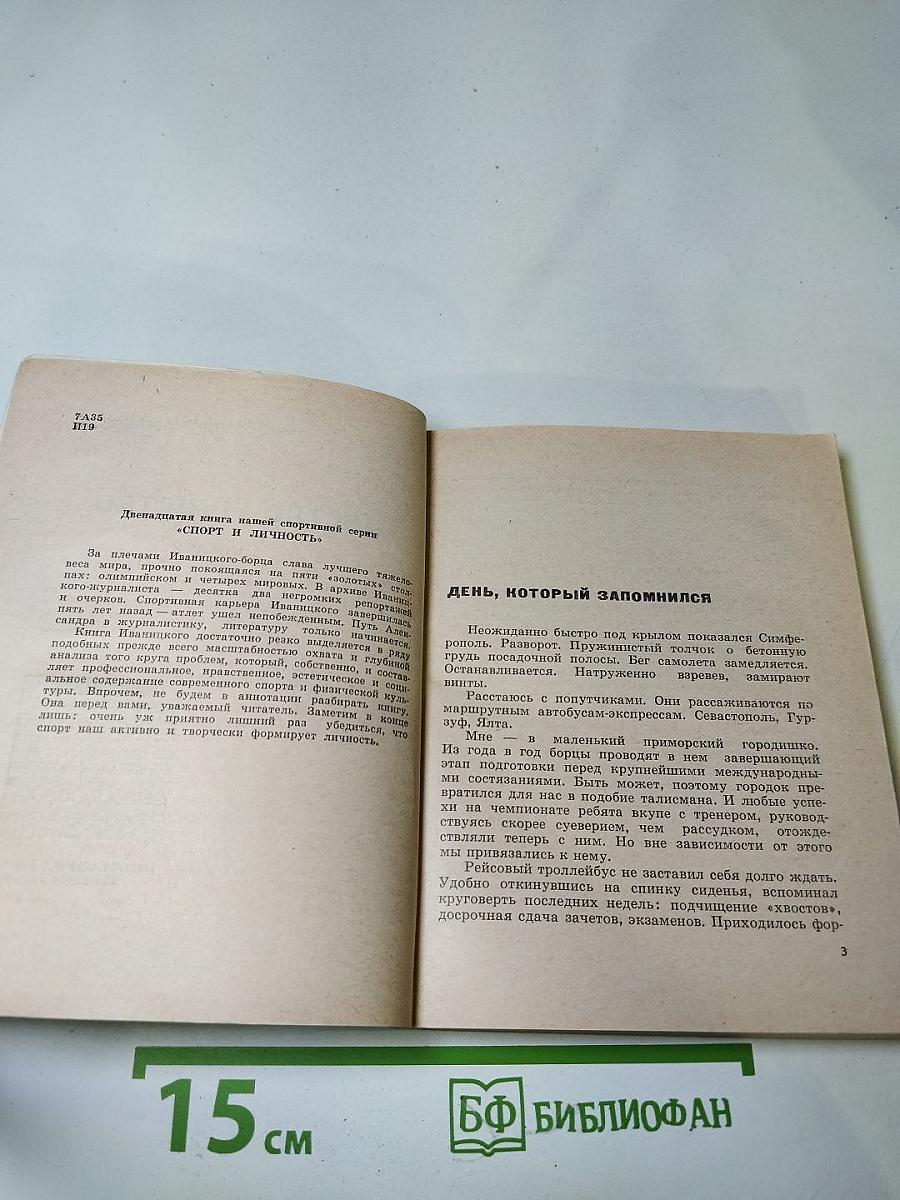 7А35
И19
Двенадцатая книга нашей спортивной серии
«СПОРТ И ЛИЧНОСТЬ»
За плечами Иваницкого-борца слава лучшего тяжело-
веса мира, прочно покоящаяся на пяти «золотых» стол-
пах: олимпийском и четырех мировых. В архиве Иваниц-
кого-журналиста — десятка два негромких репортажей
и очерков. Спортивная карьера Иваницкого завершилась
пять лет назад — атлет ушел непобежденным. Путь Алек-
сандра в журналистику, литературу только начинается.
Книга Иваницкого достаточно резко выделяется в ряду
подобных прежде всего масштабностью охвата и глубиной
анализа того круга проблем, который, собственно, и состав-
ляет профессиональное, нравственное, эстетическое и соци-
альное содержание современного спорта и физической куль-
туры. Впрочем, не будем в аннотации разбирать книгу.
Она перед вами, уважаемый читатель. Заметим в конце
лишь: очень уж приятно лишний раз убедиться, что
спорт наш активно и творчески формирует личность.
ДЕНЬ, КОТОРЫЙ ЗАПОМНИЛСЯ
Неожиданно быстро под крылом показался Симфе-
рополь. Разворот. Пружинистый толчок о бетонную
грудь посадочной полосы. Бег самолета замедляется.
Останавливается. Натруженно взревев, замирают
винты.
Расстаюсь с попутчиками. Они рассаживаются по
маршрутным автобусам-экспрессам. Севастополь, Гур-
зуф, Ялта.
Мне — в маленький приморский городишко.
Из года в год борцы проводят в нем завершающий
этап подготовки перед крупнейшими международны-
ми состязаниями. Быть может, поэтому городок пре-
вратился для нас в подобие талисмана. И любые успе-
хи на чемпионате ребята вкупе с тренером, руковод-
ствуясь скорее суеверием, чем рассудком, отожде-
ствляли теперь с ним. Но вне зависимости от этого
мы привязались к нему.
Рейсовый троллейбус не заставил себя долго ждать.
Удобно откинувшись на спинку сиденья, вспоминал
круговерть последних недель: подчищение «хвостов»,
досрочная сдача зачетов, экзаменов. Приходилось фор-
3
15 см
БФ БИБЛИОФАН